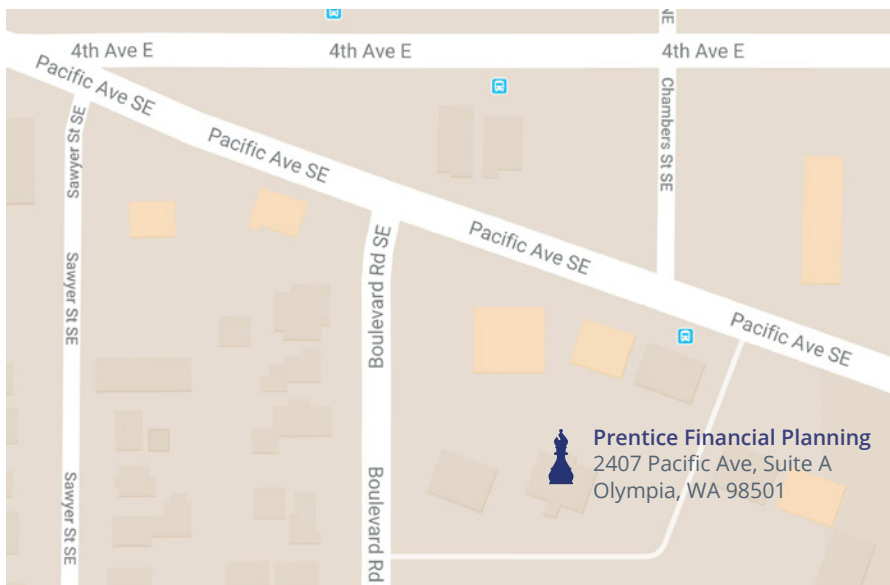 4th Ave E
4th Ave E
NE
4th Ave E
Pacific Ave SE
Pacific Ave SE
Pacific Ave SE
Pacific Ave SE
Sawyer St SE
Sawyer St SE
Sawyer St SE
Chambers St SE
Boulevard Rd SE
Boulevard Rd
Prentice Financial Planning
2407 Pacific Ave, Suite A
Olympia, WA 98501